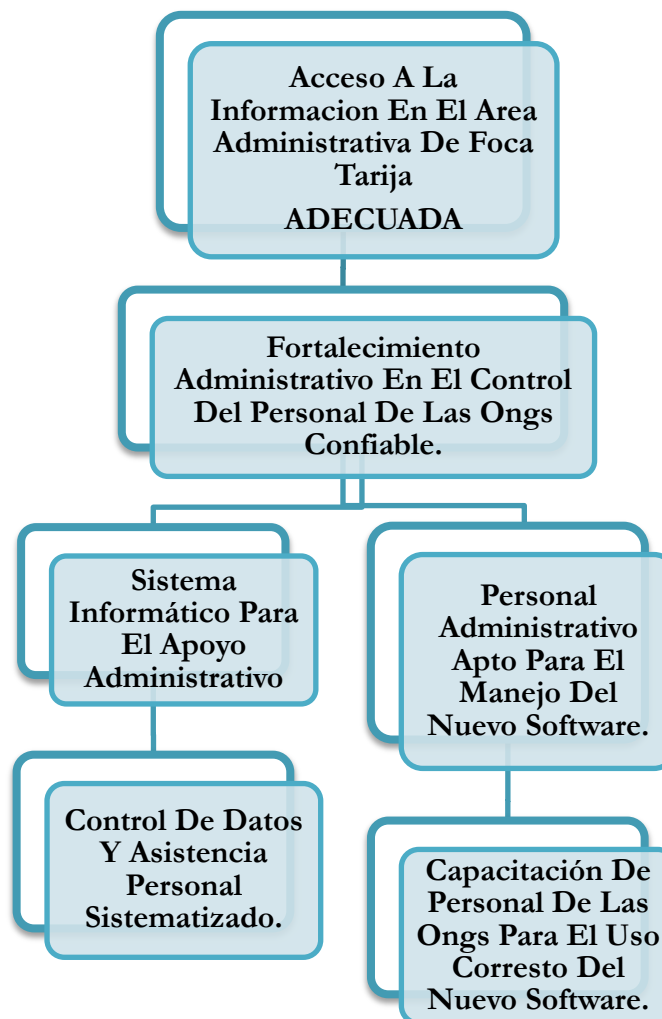 Acceso A La
Informacion En El Area
Administrativa De Foca
Tarija
ADECUADA
Fortalecimiento
Administrativo En El Control
Del Personal De Las Ongs
Confiable.
Sistema
Informático Para
El Apoyo
Administrativo
Personal
Administrativo
Apto Para El
Manejo Del
Nuevo Software.
Control De Datos
Y Asistencia
Personal
Sistematizado.
Capacitación De
Personal De Las
Ongs Para El Uso
Corresto Del
Nuevo Software.